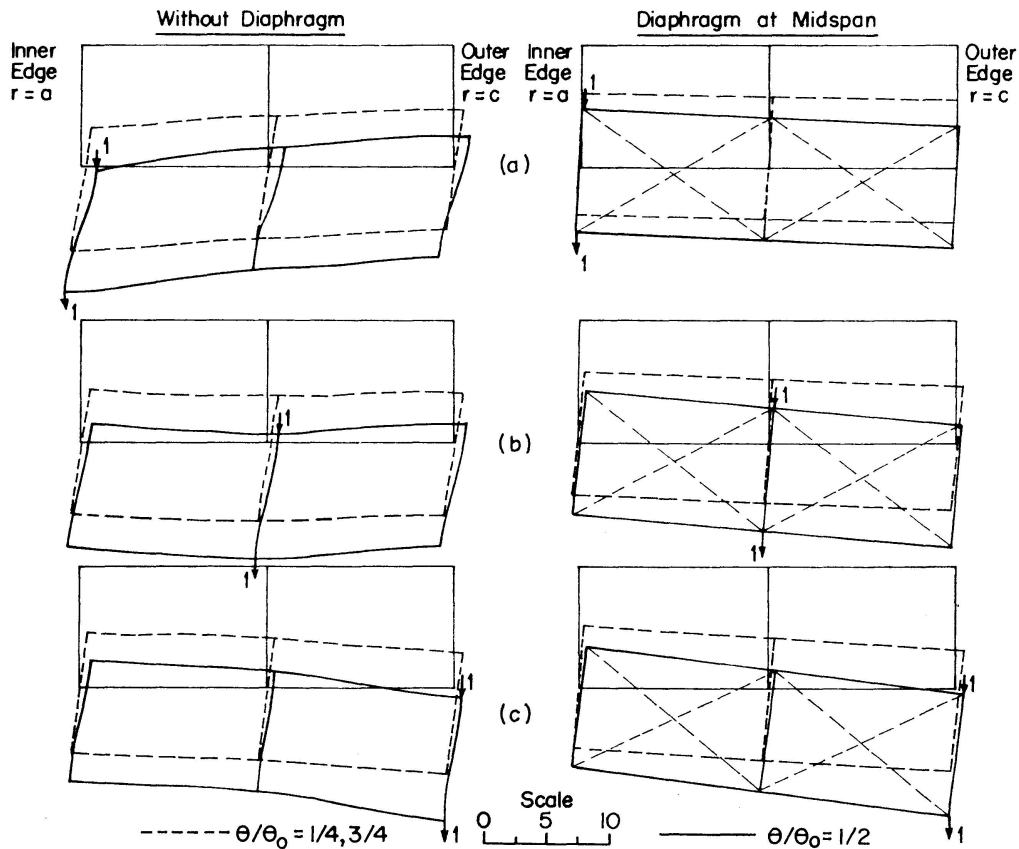 Without Diaphragm
Diaphragm at Midspan
Inner
Edge
r = a
Outer
Edge
r = c
Inner
Edge
r = a
Outer
Edge
r = c
1
1
(a)
1
1
1
1
(b)
1
1
1
1
(c)
1
1
Scale
0 5 10
θ/θ₀ = 1/4, 3/4
θ/θ₀ = 1/2